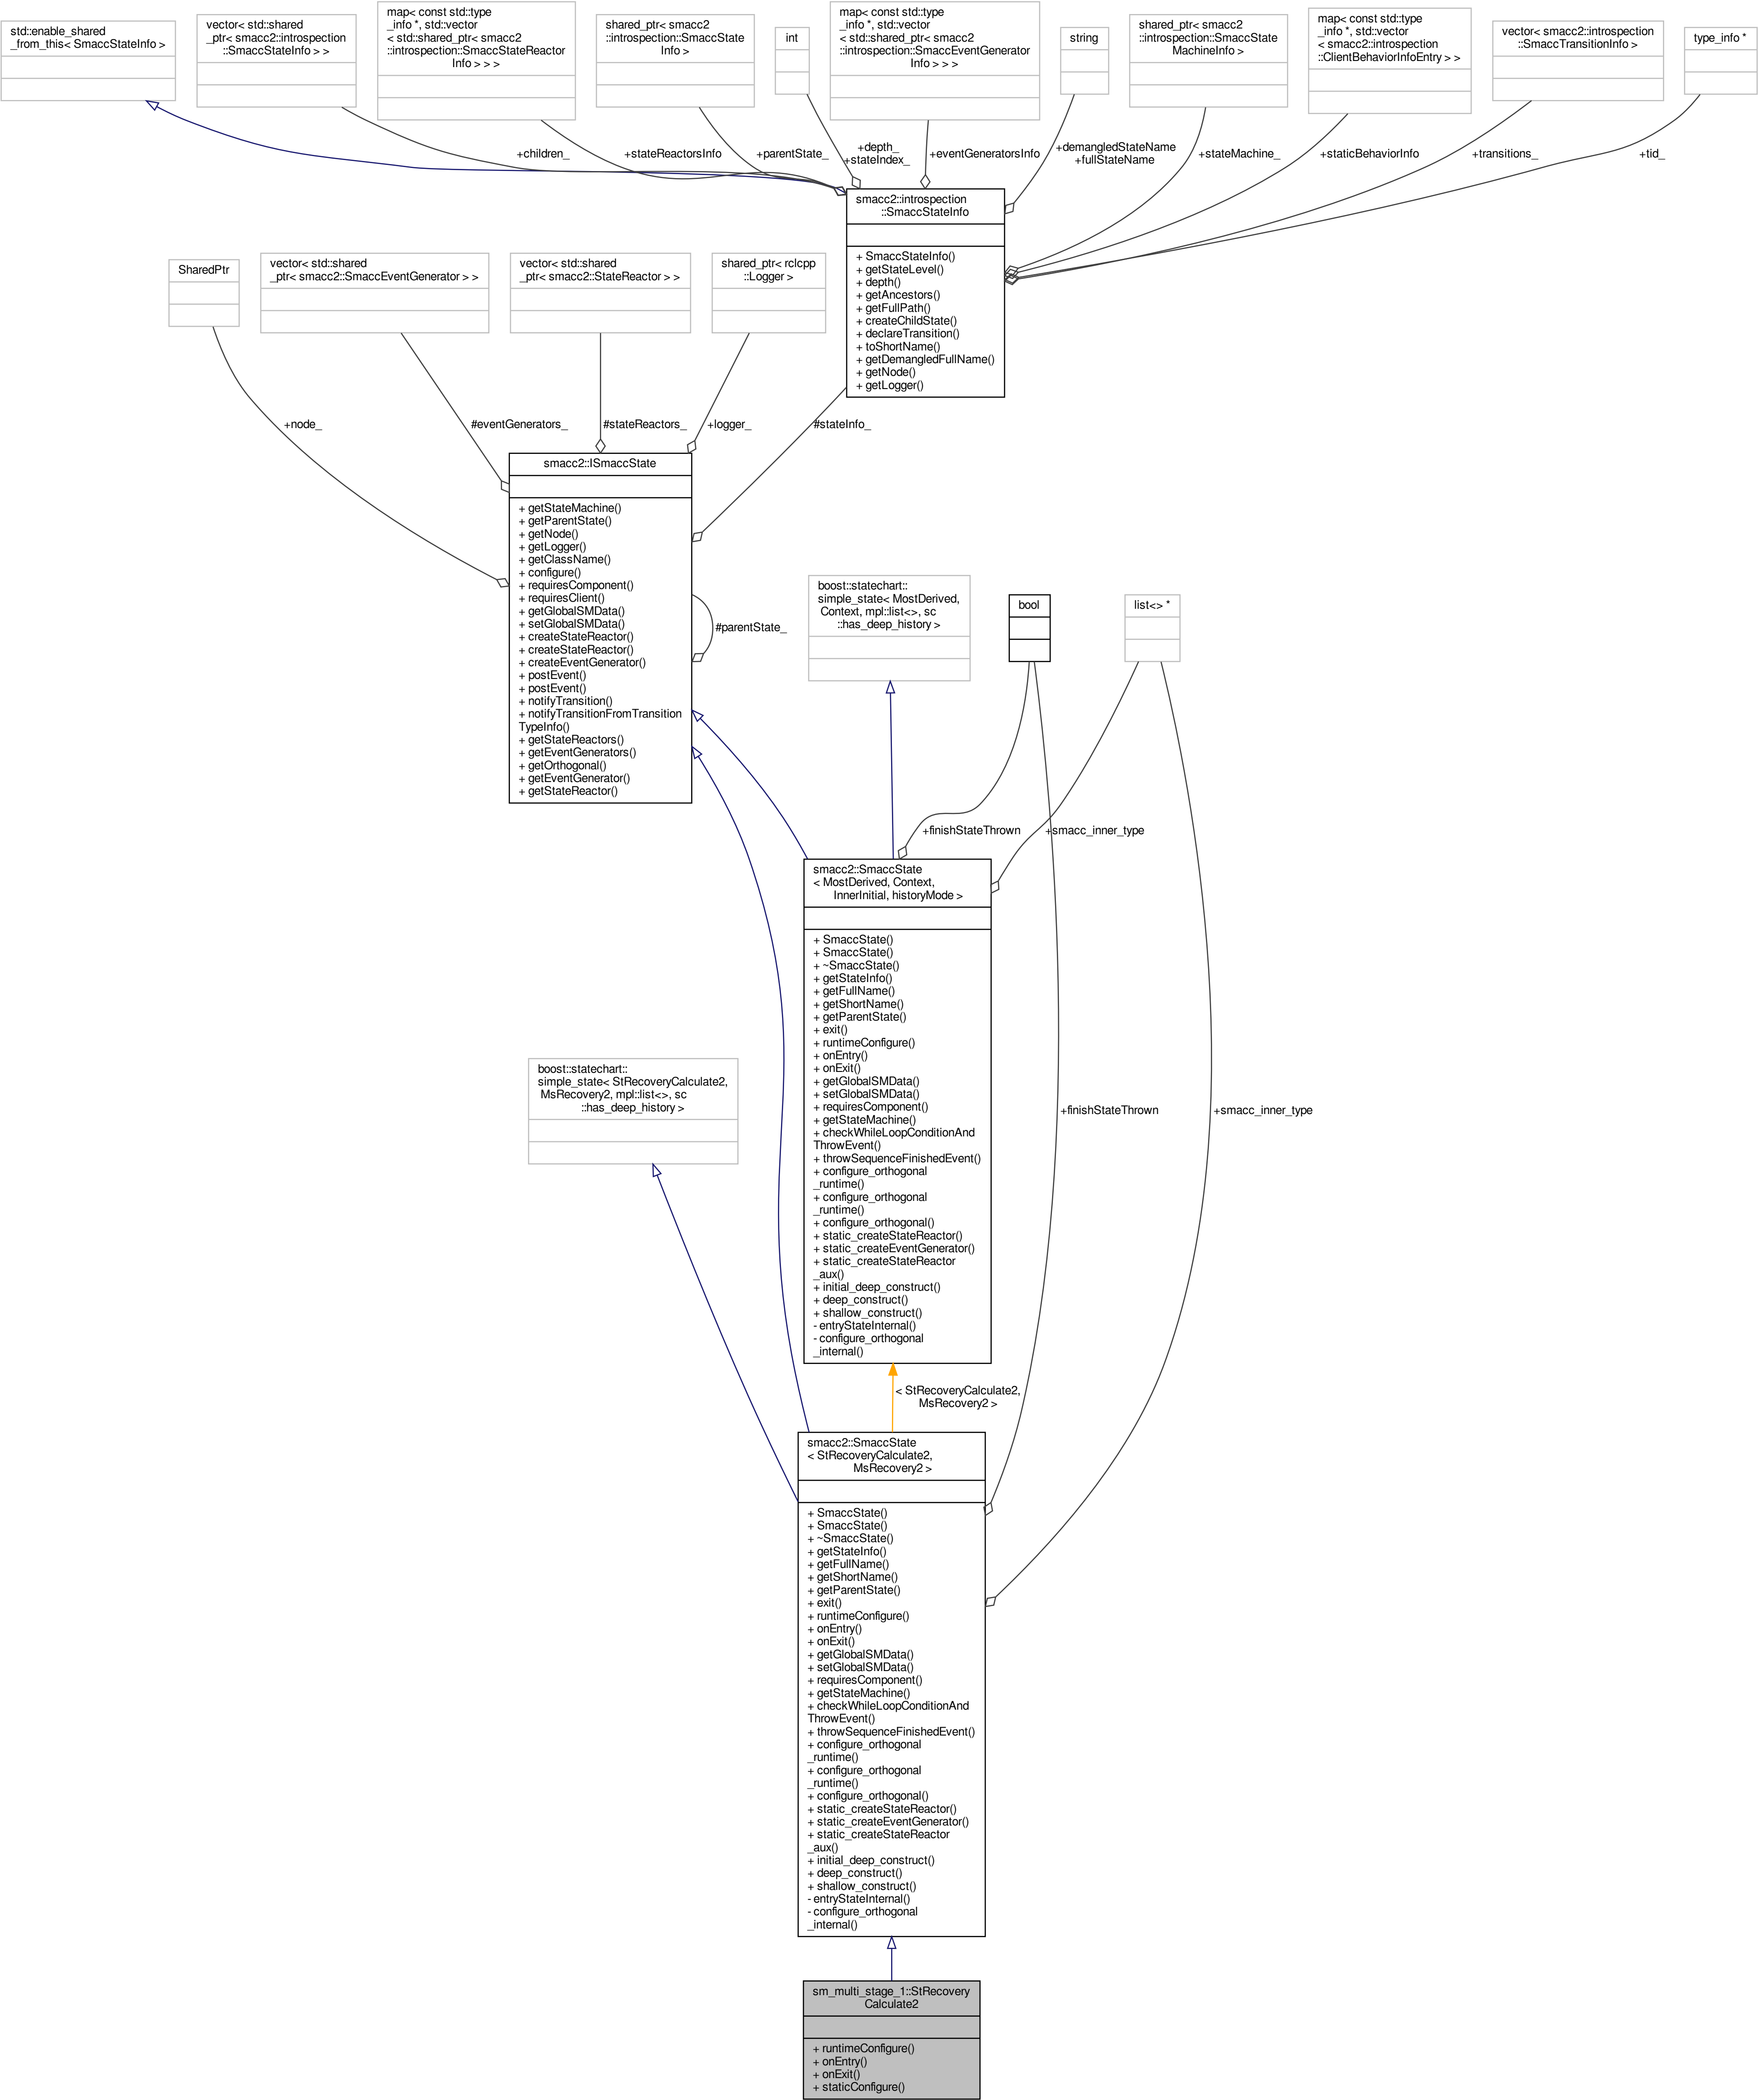 std::enable_shared
_from_this< SmaccStateInfo >
vector< std::shared
_ptr< smacc2::introspection
::SmaccStateInfo > >
map< const std::type
_info *, std::vector
< std::shared_ptr< smacc2
::introspection::SmaccStateReactor
Info > > >
shared_ptr< smacc2
::introspection::SmaccState
Info >
int
map< const std::type
_info *, std::vector
< std::shared_ptr< smacc2
::introspection::SmaccEventGenerator
Info > > >
string
shared_ptr< smacc2
::introspection::SmaccState
MachineInfo >
map< const std::type
_info *, std::vector
< smacc2::introspection
::ClientBehaviorInfoEntry > >
vector< smacc2::introspection
::SmaccTransitionInfo >
type_info *
+children_
+stateReactorsInfo
+parentState_
+depth_
+stateIndex_
+eventGeneratorsInfo
+demangledStateName
+fullStateName
+stateMachine_
+staticBehaviorInfo
+transitions_
+tid_
smacc2::introspection
::SmaccStateInfo
+ SmaccStateInfo()
+ getStateLevel()
+ depth()
+ getAncestors()
+ getFullPath()
+ createChildState()
+ declareTransition()
+ toShortName()
+ getDemangledFullName()
+ getNode()
+ getLogger()
SharedPtr
vector< std::shared
_ptr< smacc2::SmaccEventGenerator > >
vector< std::shared
_ptr< smacc2::StateReactor > >
shared_ptr< rclcpp
::Logger >
+node_
#eventGenerators_
#stateReactors_
+logger_
#stateInfo_
smacc2::ISmaccState
+ getStateMachine()
+ getParentState()
+ getNode()
+ getLogger()
+ getClassName()
+ configure()
+ requiresComponent()
+ requiresClient()
+ getGlobalSMData()
+ setGlobalSMData()
+ createStateReactor()
+ createStateReactor()
+ createEventGenerator()
+ postEvent()
+ postEvent()
+ notifyTransition()
+ notifyTransitionFromTransition
TypeInfo()
+ getStateReactors()
+ getEventGenerators()
+ getOrthogonal()
+ getEventGenerator()
+ getStateReactor()
#parentState_
boost::statechart::
simple_state< MostDerived,
Context, mpl::list<>, sc
::has_deep_history >
bool
list<> *
+finishStateThrown
+smacc_inner_type
smacc2::SmaccState
< MostDerived, Context,
InnerInitial, historyMode >
+ SmaccState()
+ SmaccState()
+ ~SmaccState()
+ getStateInfo()
+ getFullName()
+ getShortName()
+ getParentState()
+ exit()
+ runtimeConfigure()
+ onEntry()
+ onExit()
+ getGlobalSMData()
+ setGlobalSMData()
+ requiresComponent()
+ getStateMachine()
+ checkWhileLoopConditionAnd
ThrowEvent()
+ throwSequenceFinishedEvent()
+ configure_orthogonal
_runtime()
+ configure_orthogonal
_runtime()
+ configure_orthogonal()
+ static_createStateReactor()
+ static_createEventGenerator()
+ static_createStateReactor
_aux()
+ initial_deep_construct()
+ deep_construct()
+ shallow_construct()
- entryStateInternal()
- configure_orthogonal
_internal()
boost::statechart::
simple_state< StRecoveryCalculate2,
MsRecovery2, mpl::list<>, sc
::has_deep_history >
+finishStateThrown
+smacc_inner_type
< StRecoveryCalculate2,
MsRecovery2 >
smacc2::SmaccState
< StRecoveryCalculate2,
MsRecovery2 >
+ SmaccState()
+ SmaccState()
+ ~SmaccState()
+ getStateInfo()
+ getFullName()
+ getShortName()
+ getParentState()
+ exit()
+ runtimeConfigure()
+ onEntry()
+ onExit()
+ getGlobalSMData()
+ setGlobalSMData()
+ requiresComponent()
+ getStateMachine()
+ checkWhileLoopConditionAnd
ThrowEvent()
+ throwSequenceFinishedEvent()
+ configure_orthogonal
_runtime()
+ configure_orthogonal
_runtime()
+ configure_orthogonal()
+ static_createStateReactor()
+ static_createEventGenerator()
+ static_createStateReactor
_aux()
+ initial_deep_construct()
+ deep_construct()
+ shallow_construct()
- entryStateInternal()
- configure_orthogonal
_internal()
sm_multi_stage_1::StRecovery
Calculate2
+ runtimeConfigure()
+ onEntry()
+ onExit()
+ staticConfigure()